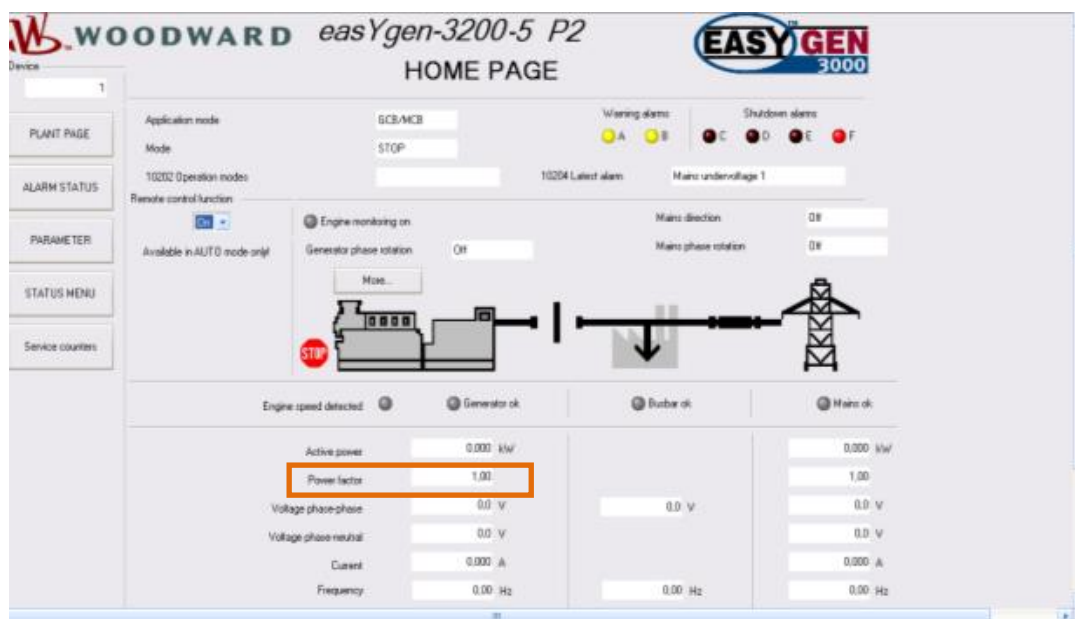 WOODWARD easYgen-3200-5 P2
HOME PAGE
EASYGEN™
3000
Device
1
PLANT PAGE
ALARM STATUS
PARAMETER
STATUS MENU
Service counters
Application mode GCB/MCB
Mode STOP
Warning alarms Shutdown alarms
A B C D E F
10202 Operation modes
10204 Latest alarm Mains undervoltage 1
Remote control function
On
Available in AUTO mode only!
Engine monitoring on
Generator phase rotation Off
More...
Mains direction Off
Mains phase rotation Off
STOP
Engine speed detected Generator ok Busbar ok Mains ok
Active power 0,000 kW 0,000 kW
Power factor 1,00 1,00
Voltage phase-phase 0,0 V 0,0 V 0,0 V
Voltage phase-neutral 0,0 V 0,0 V
Current 0,000 A 0,000 A
Frequency 0,00 Hz 0,00 Hz 0,00 Hz